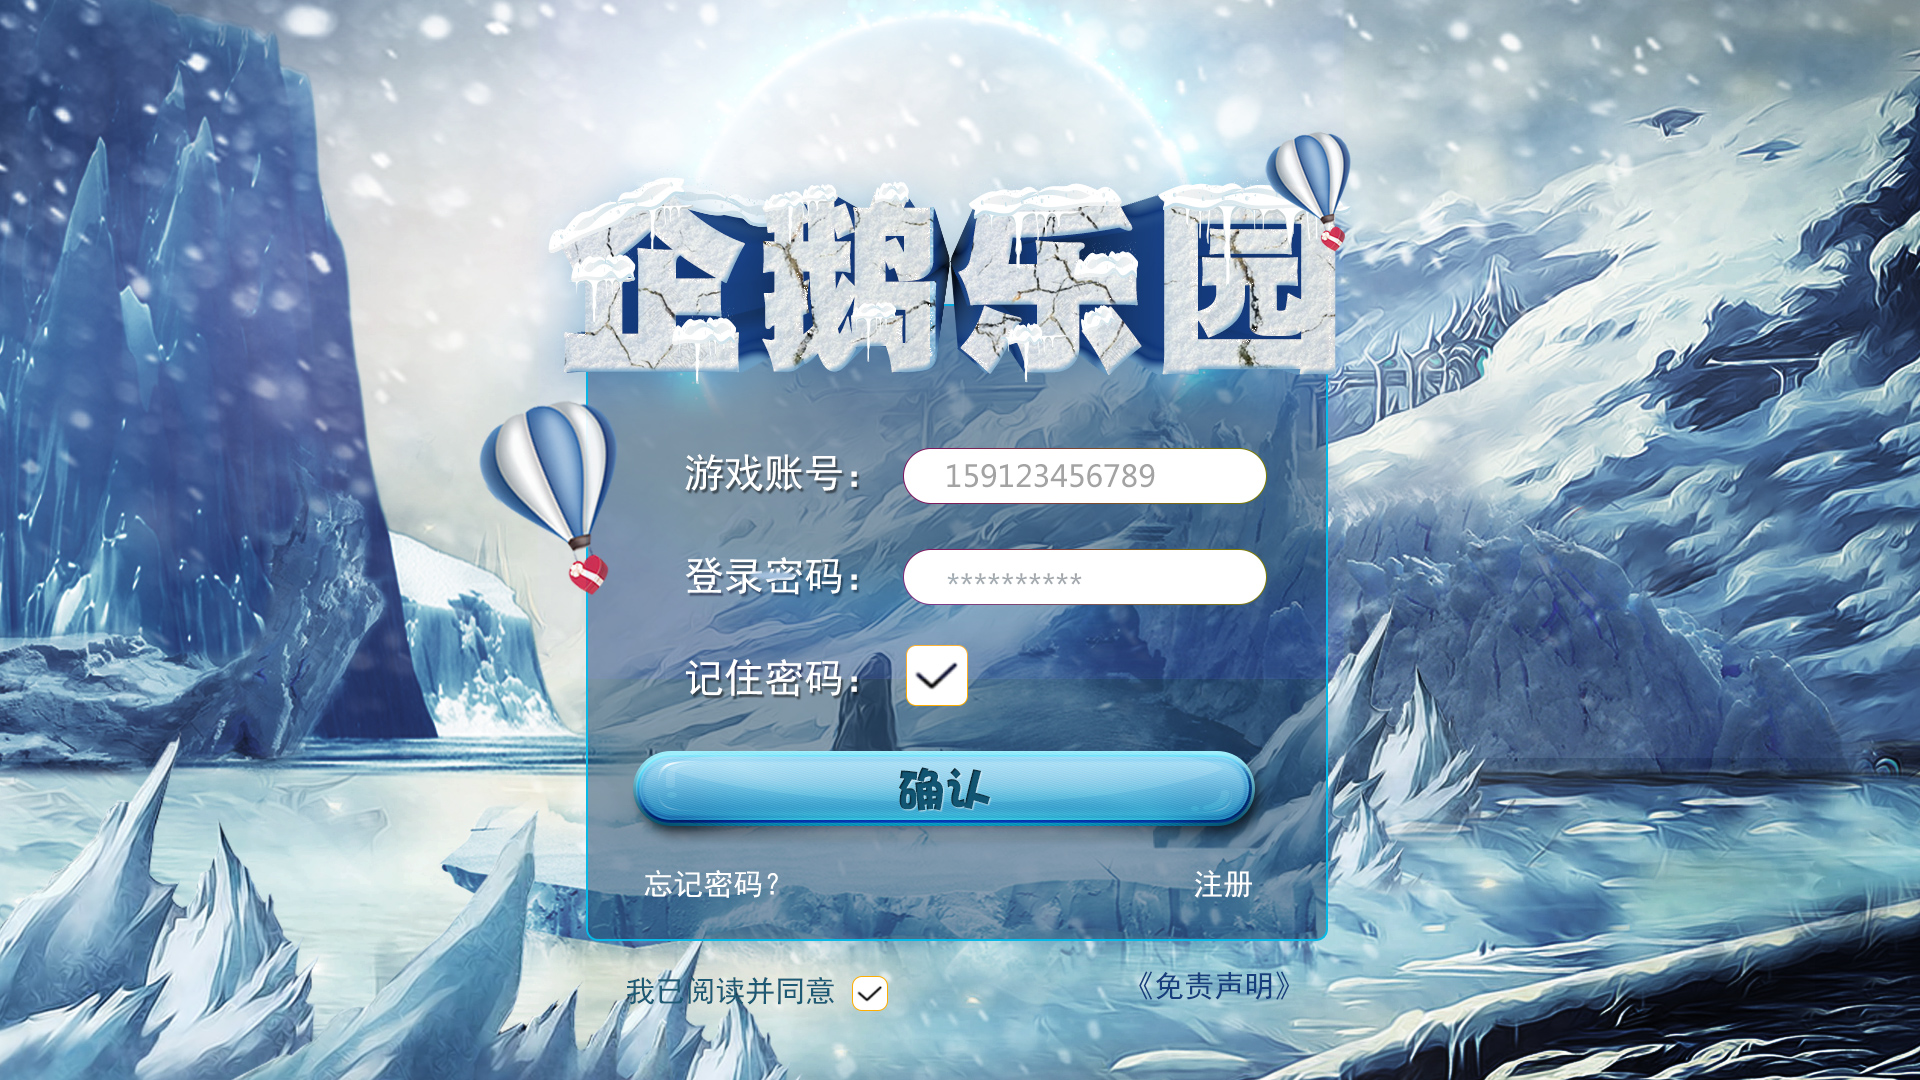 企鹅乐园
游戏账号： 159123456789
登录密码： **********
记住密码：
确认
忘记密码？ 注册
我已阅读并同意 《免责声明》